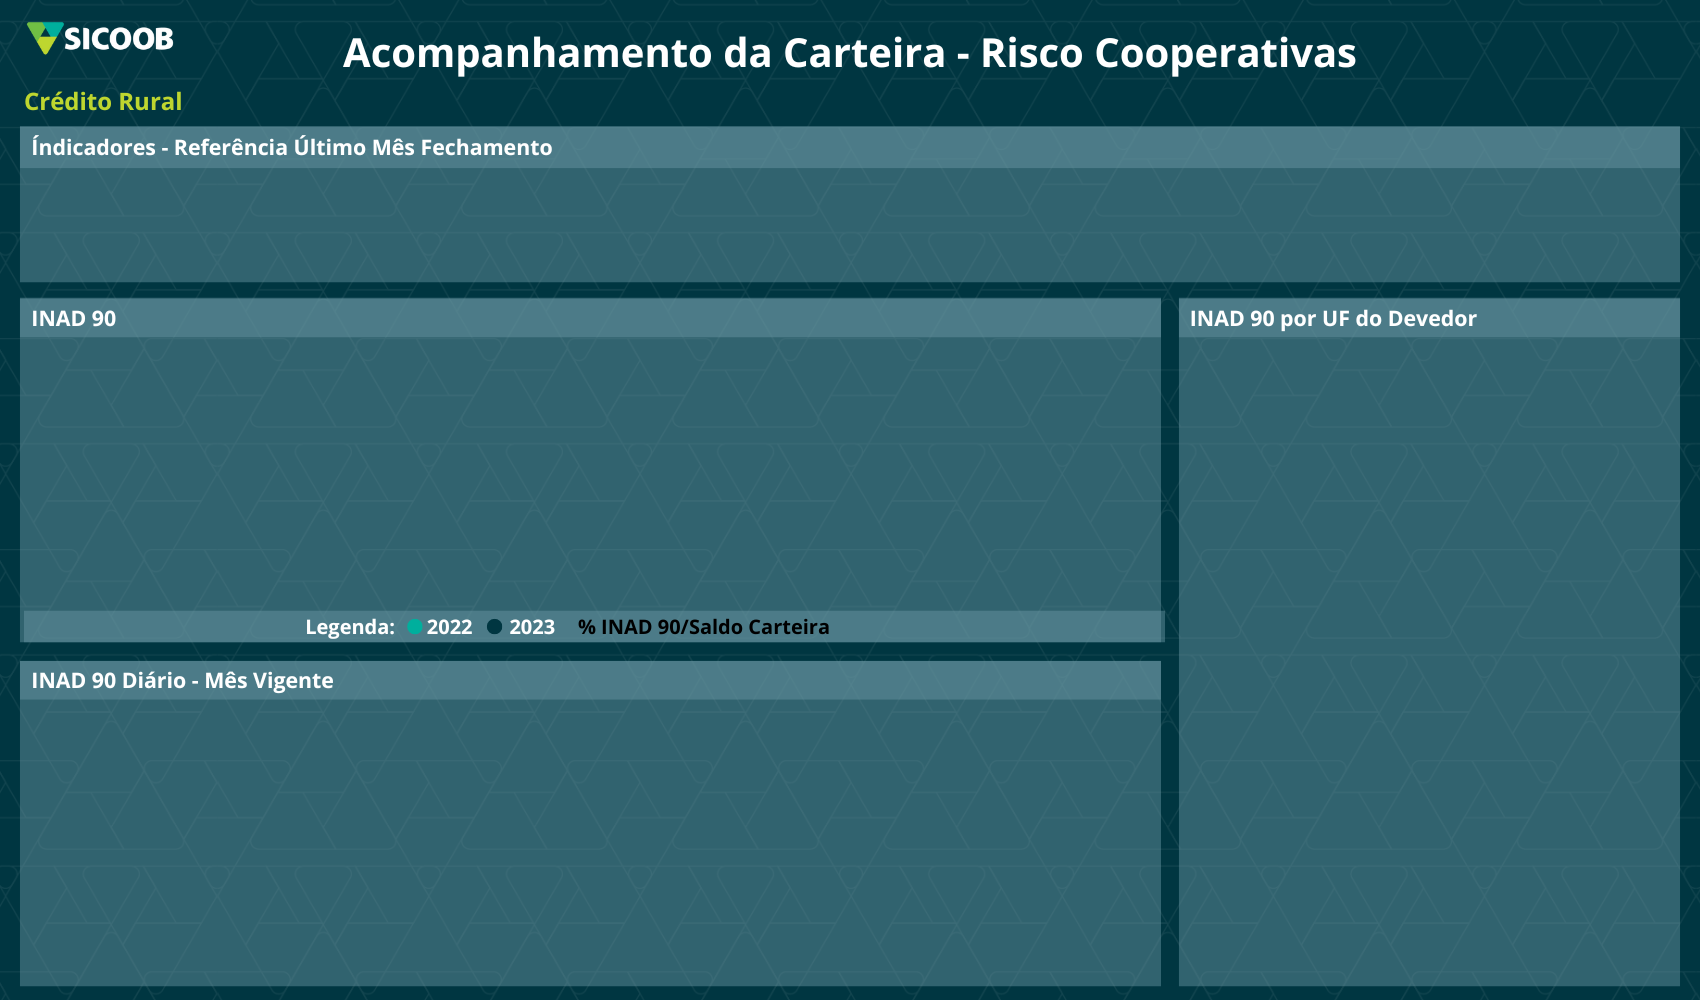 SICOOB
Acompanhamento da Carteira - Risco Cooperativas
Crédito Rural
Índicadores - Referência Último Mês Fechamento
INAD 90
INAD 90 por UF do Devedor
Legenda: 2022 2023 % INAD 90/Saldo Carteira
INAD 90 Diário - Mês Vigente